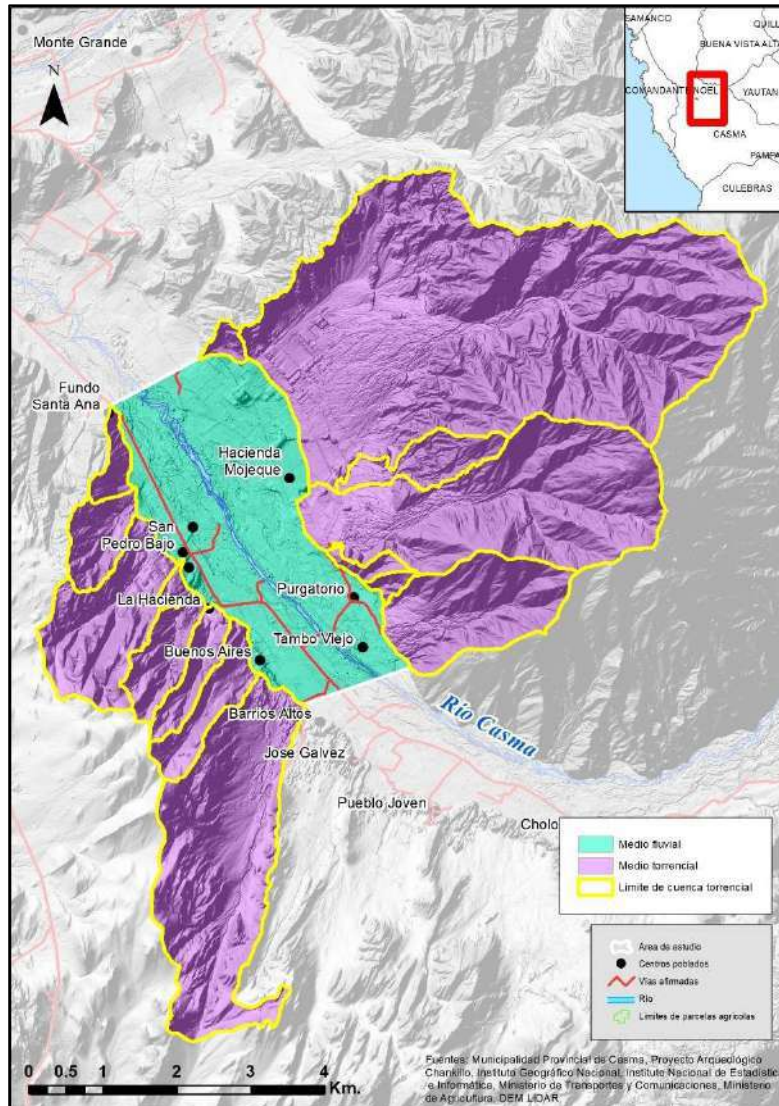 Monte Grande
N
SAMANCO
QUILL
BUENA VISTA ALTA
COMANDANTE NOEL
YAUTAN
CASMA
PAMPA
CULEBRAS
Fundo
Santa Ana
Hacienda
Mojeque
San
Pedro Bajo
Purgatorio
La Hacienda
Tambo Viejo
Buenos Aires
Barrios Altos
Río Casma
Jose Galvez
Pueblo Joven
Cholo
Medio fluvial
Medio torrencial
Limite de cuenca torrencial
Area de estudio
Centros poblados
Vias afirmadas
Rio
Limites de parcelas agricolas
0 0.5 1 2 3 4
Km.
Fuentes: Municipalidad Provincial de Casma, Proyecto Arqueológico
Chankillo, Instituto Geográfico Nacional, Institute Nacional de Estadística
e Informática, Ministerio de Transportes y Comunicaciones, Ministerio
de Agricultura, DEM LiDAR